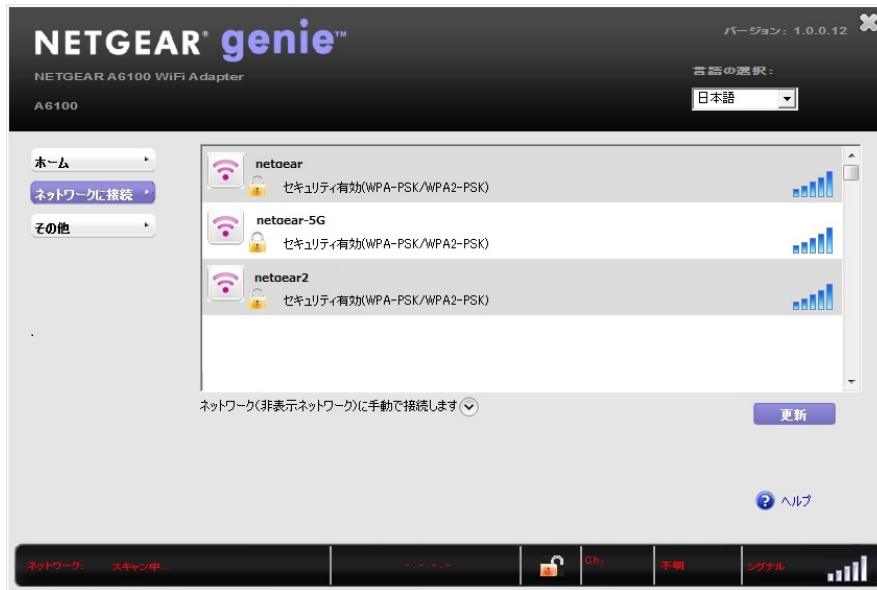 NETGEAR® genie™
バージョン: 1.0.0.12
NETGEAR A6100 WiFi Adapter
言語の選択:
A6100
日本語
ホーム
ネットワークに接続
その他
netgear
セキュリティ有効(WPA-PSK/WPA2-PSK)
netgear-5G
セキュリティ有効(WPA-PSK/WPA2-PSK)
netgear2
セキュリティ有効(WPA-PSK/WPA2-PSK)
ネットワーク(非表示ネットワーク)に手動で接続します
更新
? ヘルプ
ネットワーク: スキャン中... -.-.-.- Ch: 不明 シグナル